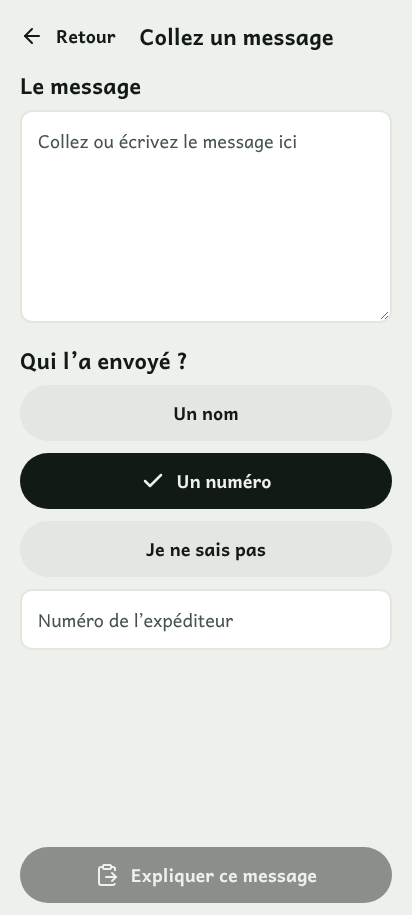 Retour
Collez un message
Le message
Collez ou écrivez le message ici
Qui l’a envoyé ?
Un nom
Un numéro
Je ne sais pas
Numéro de l’expéditeur
Expliquer ce message